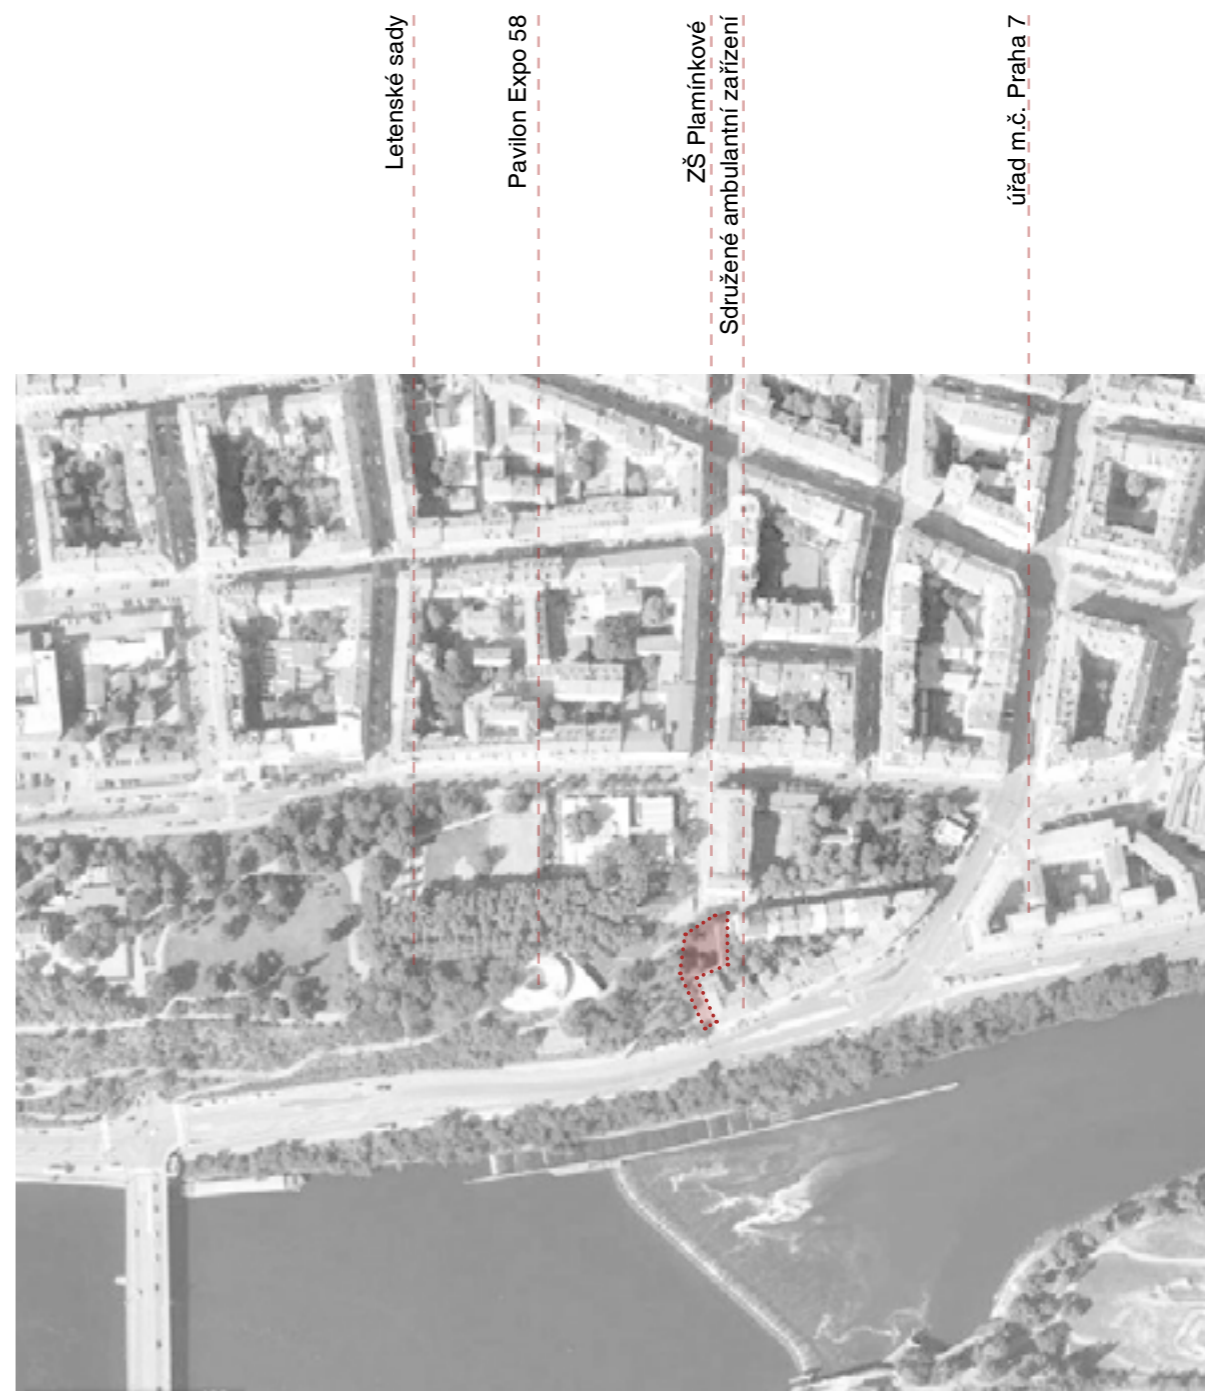 Letenské sady
Pavilon Expo 58
ZŠ Plamínkové
Sdružené ambulantní zařízení
úřad m.č. Praha 7